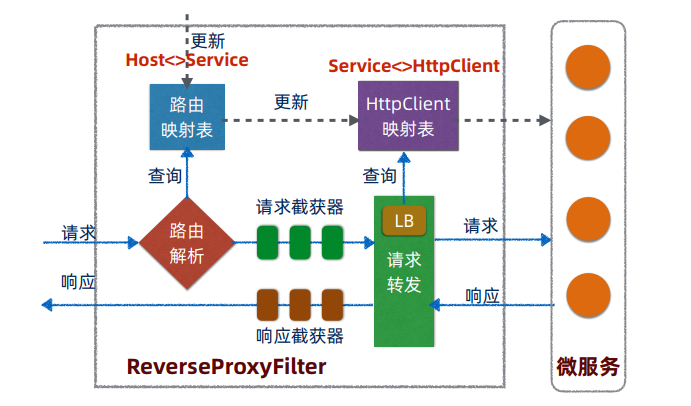 更新
Host<>Service
Service<>HttpClient
路由
映射表
更新
HttpClient
映射表
查询
查询
请求截获器
LB
请求
路由
解析
请求
请求
转发
响应
响应
响应截获器
ReverseProxyFilter
微服务